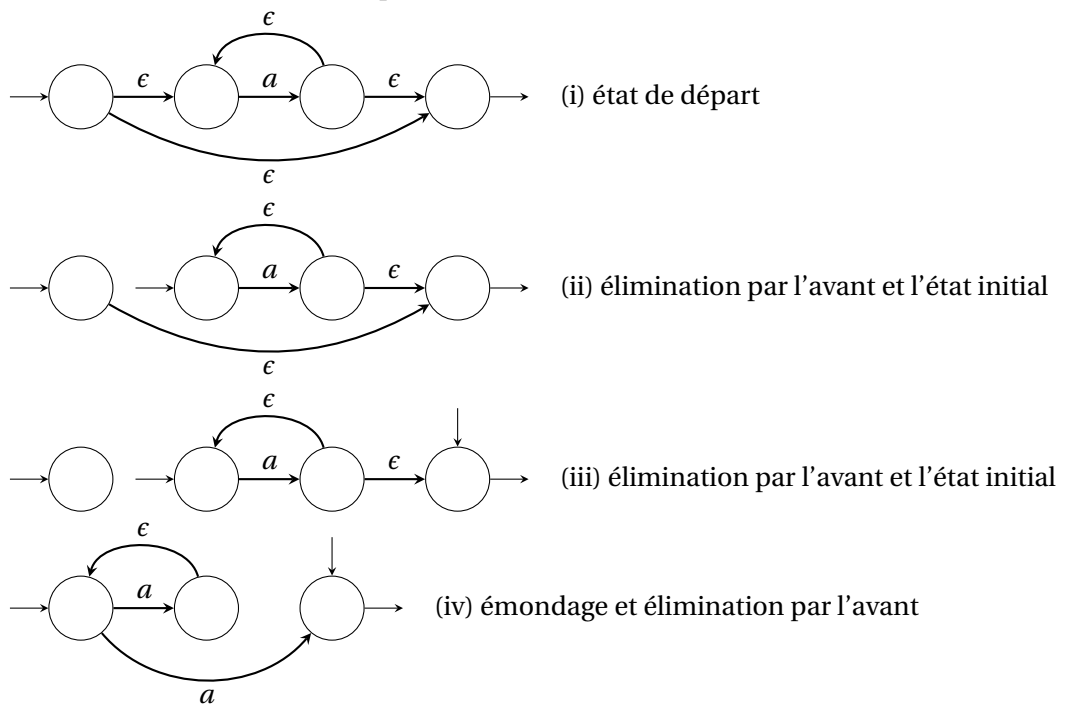 ϵ
ϵ a ϵ (i) état de départ
ϵ
ϵ
a ϵ (ii) élimination par l'avant et l'état initial
ϵ
ϵ
a ϵ (iii) élimination par l'avant et l'état initial
ϵ
a (iv) émondage et élimination par l'avant
a